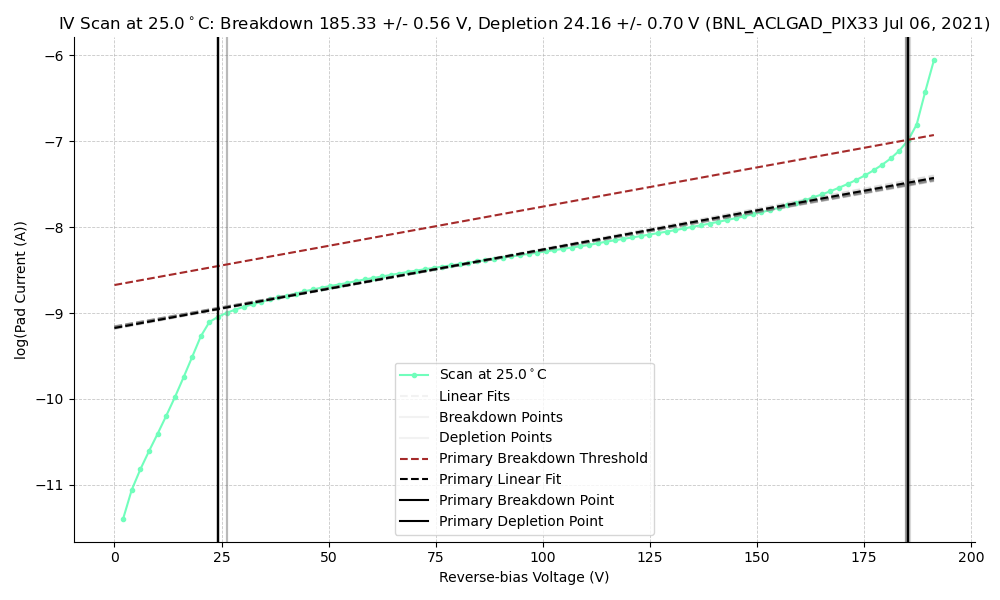 IV Scan at 25.0°C: Breakdown 185.33 +/- 0.56 V, Depletion 24.16 +/- 0.70 V (BNL_ACLGAD_PIX33 Jul 06, 2021)
−6
−7
−8
−9
−10
−11
log(Pad Current (A))
Scan at 25.0°C
Linear Fits
Breakdown Points
Depletion Points
Primary Breakdown Threshold
Primary Linear Fit
Primary Breakdown Point
Primary Depletion Point
0 25 50 75 100 125 150 175 200
Reverse-bias Voltage (V)